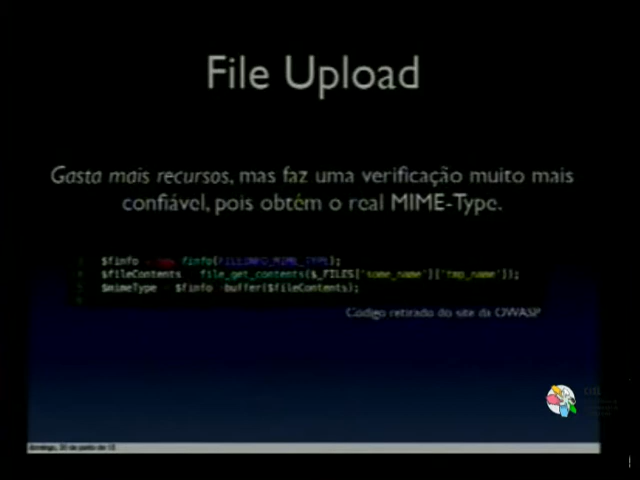 File Upload
Gasta mais recursos, mas faz uma verificação muito mais
confiável, pois obtém o real MIME-Type.
$finfo = new finfo(FILEINFO_MIME_TYPE);
$fileContents = file_get_contents($_FILES['some_name']['tmp_name']);
$mimeType = $finfo->buffer($fileContents);
Código retirado do site da OWASP